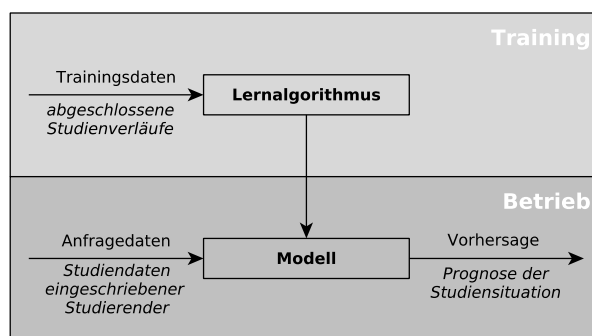 Training
Trainingsdaten
abgeschlossene
Studienverläufe
Lernalgorithmus
Betrieb
Anfragedaten
Studiendaten
eingeschriebener
Studierender
Modell
Vorhersage
Prognose der
Studiensituation